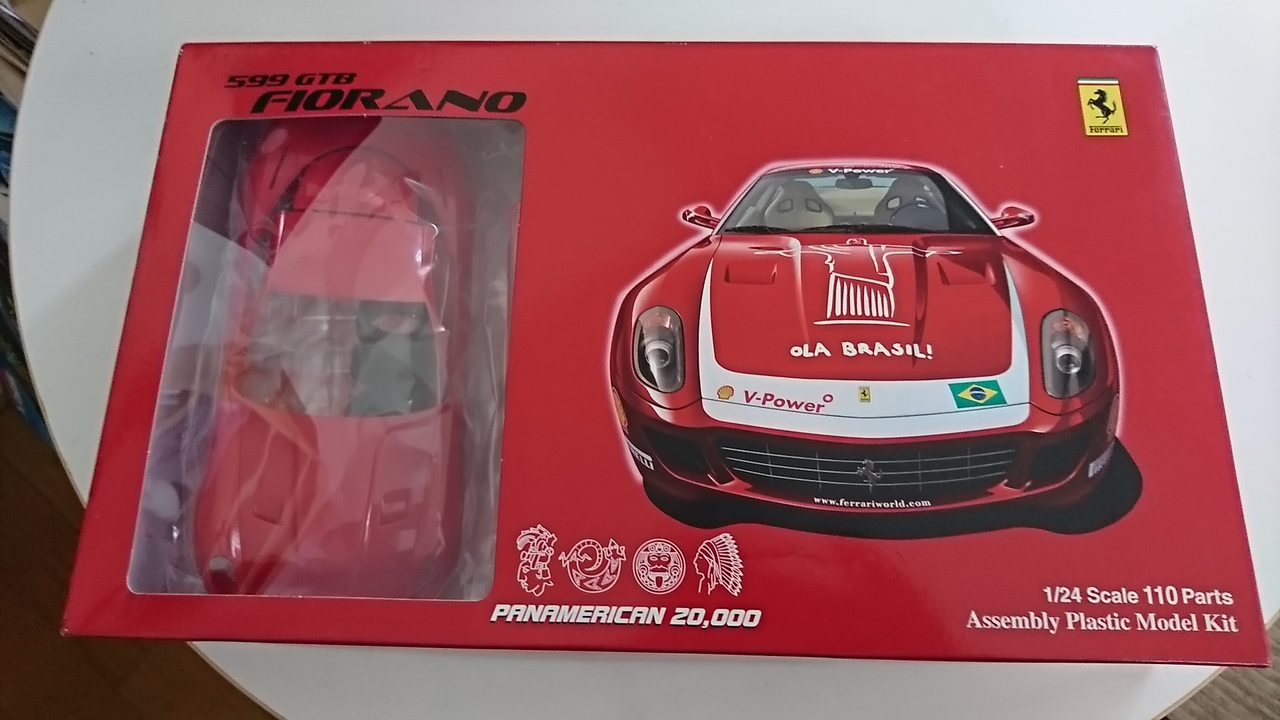 599 GTB
FIORANO
Ferrari
V-Power
OLA BRASIL!
V-Power
www.ferrariworld.com
PANAMERICAN 20,000
1/24 Scale 110 Parts
Assembly Plastic Model Kit